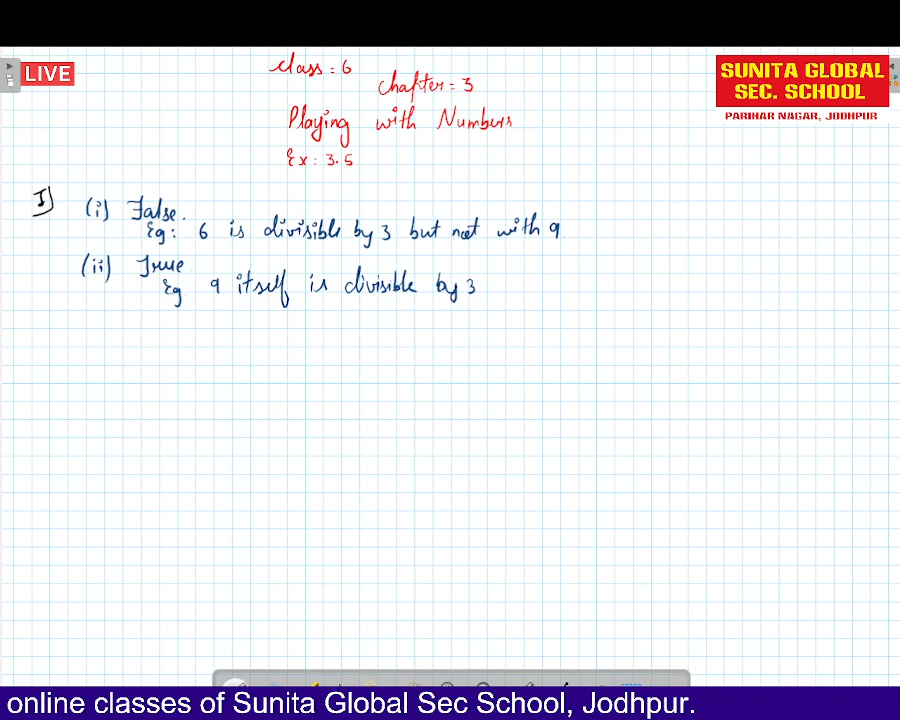 LIVE
SUNITA GLOBAL
SEC. SCHOOL
PARIHAR NAGAR, JODHPUR
class : 6
chapter = 3
Playing with Numbers
Ex : 3.5
I)
(i) False.
Eg: 6 is divisible by 3 but not with 9
(ii) True
Eg 9 itself is divisible by 3
online classes of Sunita Global Sec School, Jodhpur.